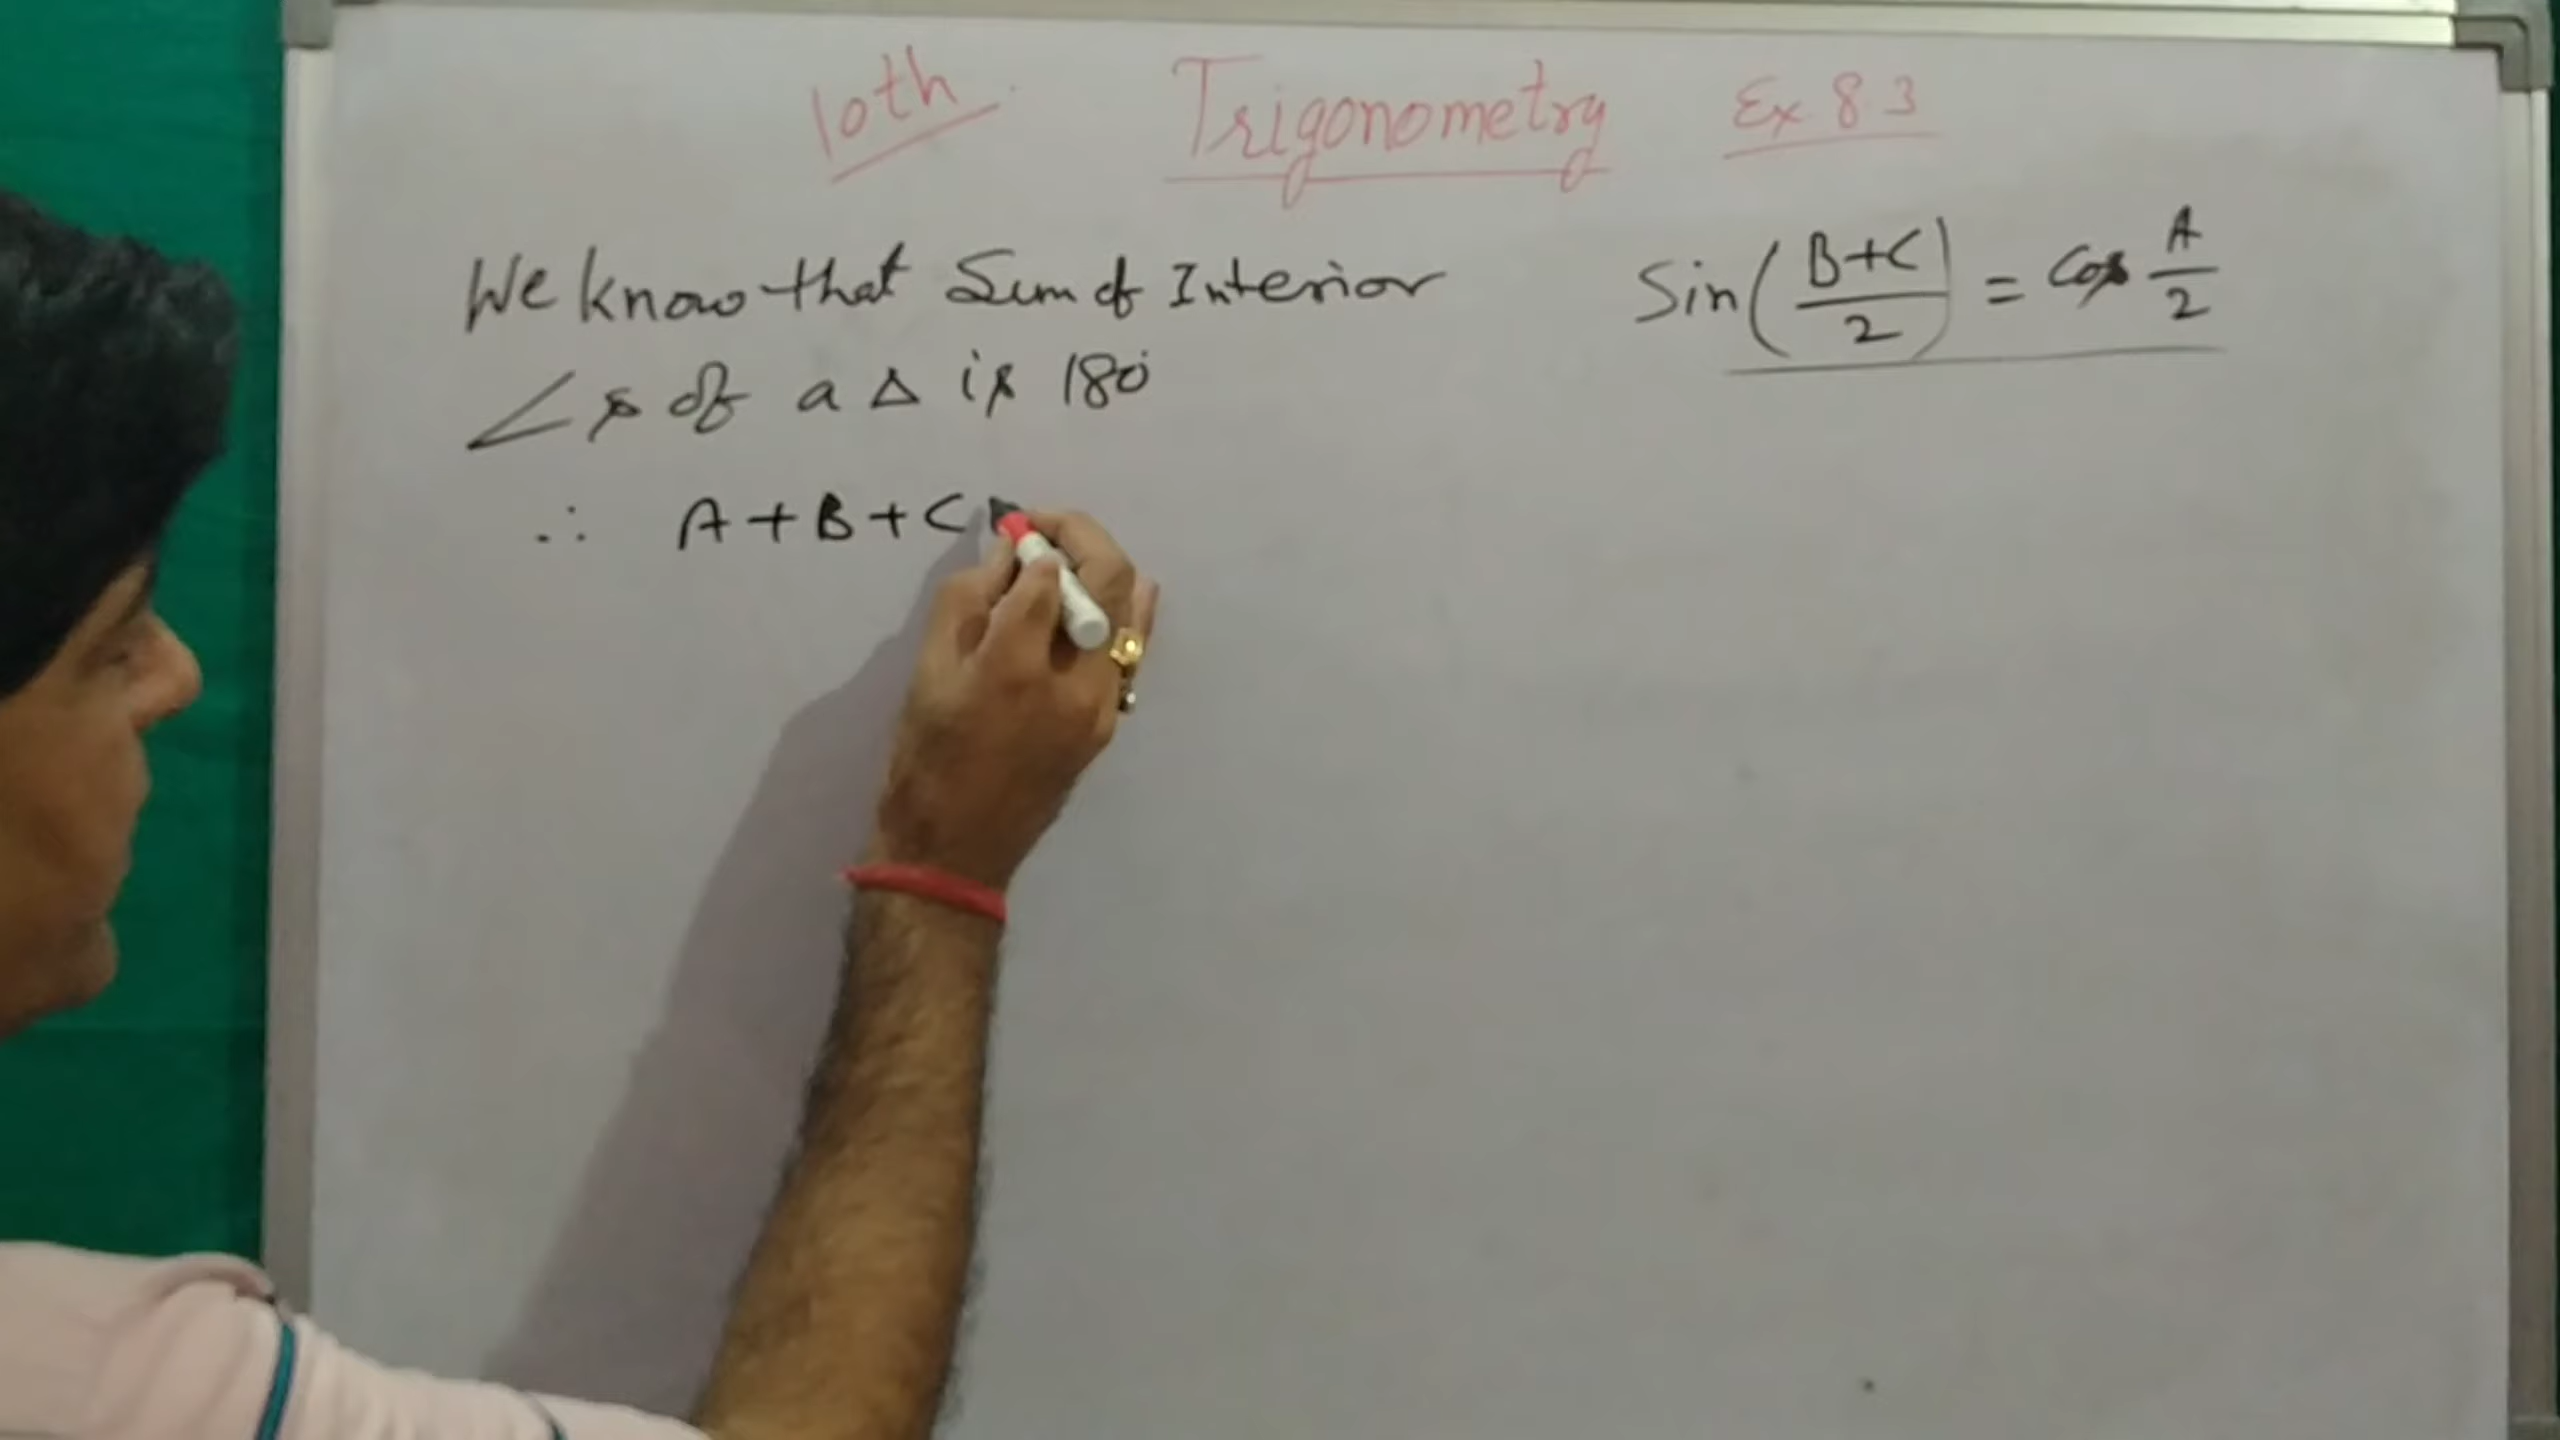 10th Trigonometry Ex 8.3
We know that Sum of Interior
∠s of a Δ is 180°
∴ A + B + C
Sin(B+C/2) = Cos A/2